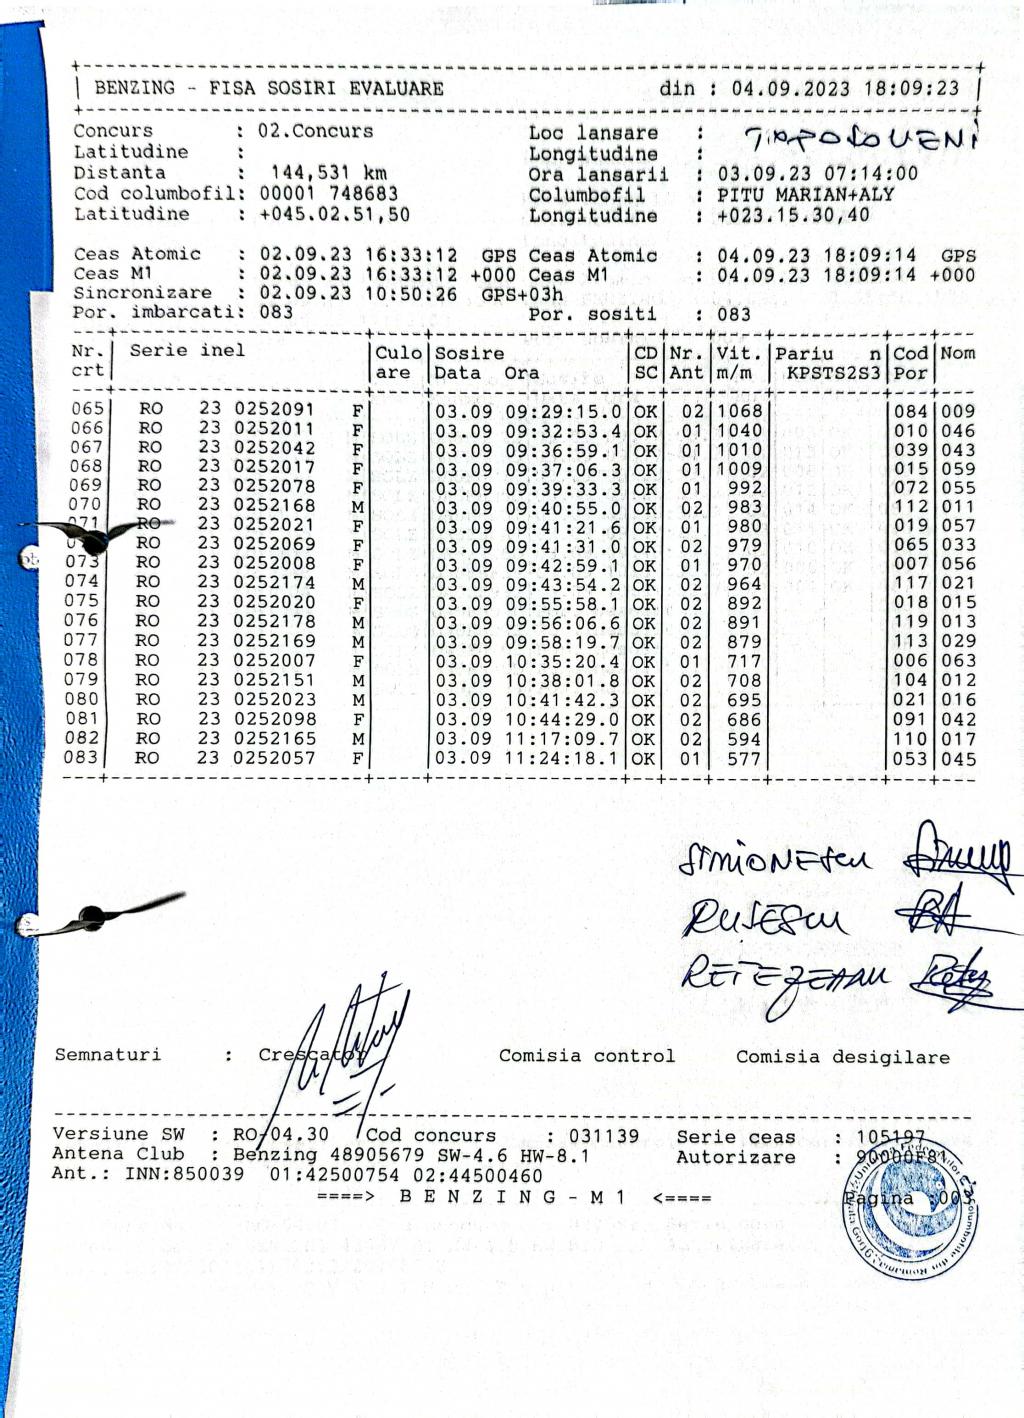 BENZING - FISA SOSIRI EVALUARE din : 04.09.2023 18:09:23
Concurs : 02.Concurs Loc lansare : TOPOLOVENI
Latitudine : Longitudine :
Distanta : 144,531 km Ora lansarii : 03.09.23 07:14:00
Cod columbofil: 00001 748683 Columbofil : PITU MARIAN+ALY
Latitudine : +045.02.51,50 Longitudine : +023.15.30,40
Ceas Atomic : 02.09.23 16:33:12 GPS Ceas Atomic : 04.09.23 18:09:14 GPS
Ceas M1 : 02.09.23 16:33:12 +000 Ceas M1 : 04.09.23 18:09:14 +000
Sincronizare : 02.09.23 10:50:26 GPS+03h
Por. imbarcati: 083 Por. sositi : 083
Nr. Serie inel Culo Sosire CD Nr. Vit. Pariu n Cod Nom
crt are Data Ora SC Ant m/m KPSTS2S3 Por
065 RO 23 0252091 F 03.09 09:29:15.0 OK 02 1068 084 009
066 RO 23 0252011 F 03.09 09:32:53.4 OK 01 1040 010 046
067 RO 23 0252042 F 03.09 09:36:59.1 OK 01 1010 039 043
068 RO 23 0252017 F 03.09 09:37:06.3 OK 01 1009 015 059
069 RO 23 0252078 F 03.09 09:39:33.3 OK 01 992 072 055
070 RO 23 0252168 M 03.09 09:40:55.0 OK 02 983 112 011
071 RO 23 0252021 F 03.09 09:41:21.6 OK 01 980 019 057
RO 23 0252069 F 03.09 09:41:31.0 OK 02 979 065 033
073 RO 23 0252008 F 03.09 09:42:59.1 OK 01 970 007 056
074 RO 23 0252174 M 03.09 09:43:54.2 OK 02 964 117 021
075 RO 23 0252020 F 03.09 09:55:58.1 OK 02 892 018 015
076 RO 23 0252178 M 03.09 09:56:06.6 OK 02 891 119 013
077 RO 23 0252169 M 03.09 09:58:19.7 OK 02 879 113 029
078 RO 23 0252007 F 03.09 10:35:20.4 OK 01 717 006 063
079 RO 23 0252151 M 03.09 10:38:01.8 OK 02 708 104 012
080 RO 23 0252023 M 03.09 10:41:42.3 OK 02 695 021 016
081 RO 23 0252098 F 03.09 10:44:29.0 OK 02 686 091 042
082 RO 23 0252165 M 03.09 11:17:09.7 OK 02 594 110 017
083 RO 23 0252057 F 03.09 11:24:18.1 OK 01 577 053 045
SIMIONESCU
RUSESCU
RETEZEANU
Semnaturi : Crescator Comisia control Comisia desigilare
Versiune SW : RO/04.30 Cod concurs : 031139 Serie ceas : 105197
Antena Club : Benzing 48905679 SW-4.6 HW-8.1 Autorizare : 90000F81
Ant.: INN:850039 01:42500754 02:44500460
====> B E N Z I N G - M 1 <==== Pagina :003